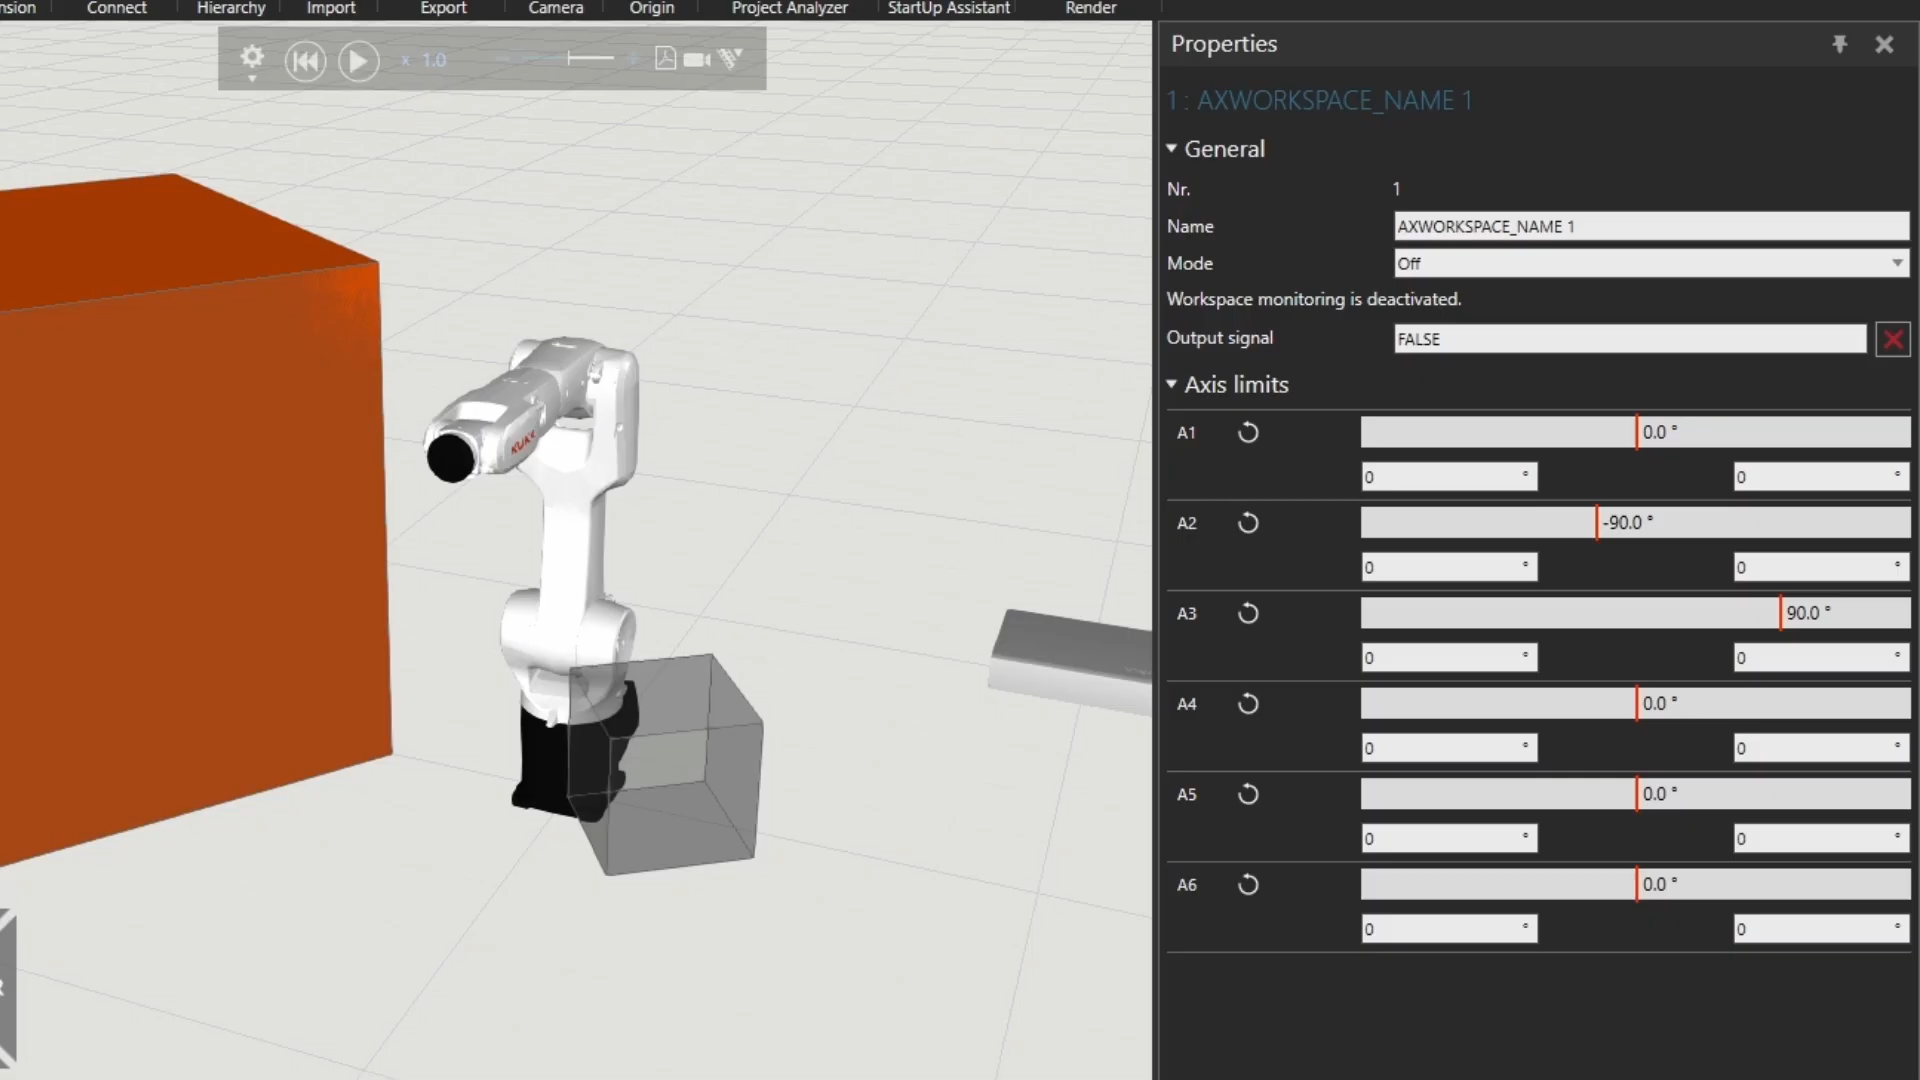 nsion Connect Hierarchy Import Export Camera Origin Project Analyzer StartUp Assistant Render
x 1.0
Properties
1 : AXWORKSPACE_NAME 1
General
Nr. 1
Name AXWORKSPACE_NAME 1
Mode Off
Workspace monitoring is deactivated.
Output signal FALSE
Axis limits
A1 0.0 °
0 ° 0 °
A2 -90.0 °
0 ° 0 °
A3 90.0 °
0 ° 0 °
A4 0.0 °
0 ° 0 °
A5 0.0 °
0 ° 0 °
A6 0.0 °
0 ° 0 °
KUKA